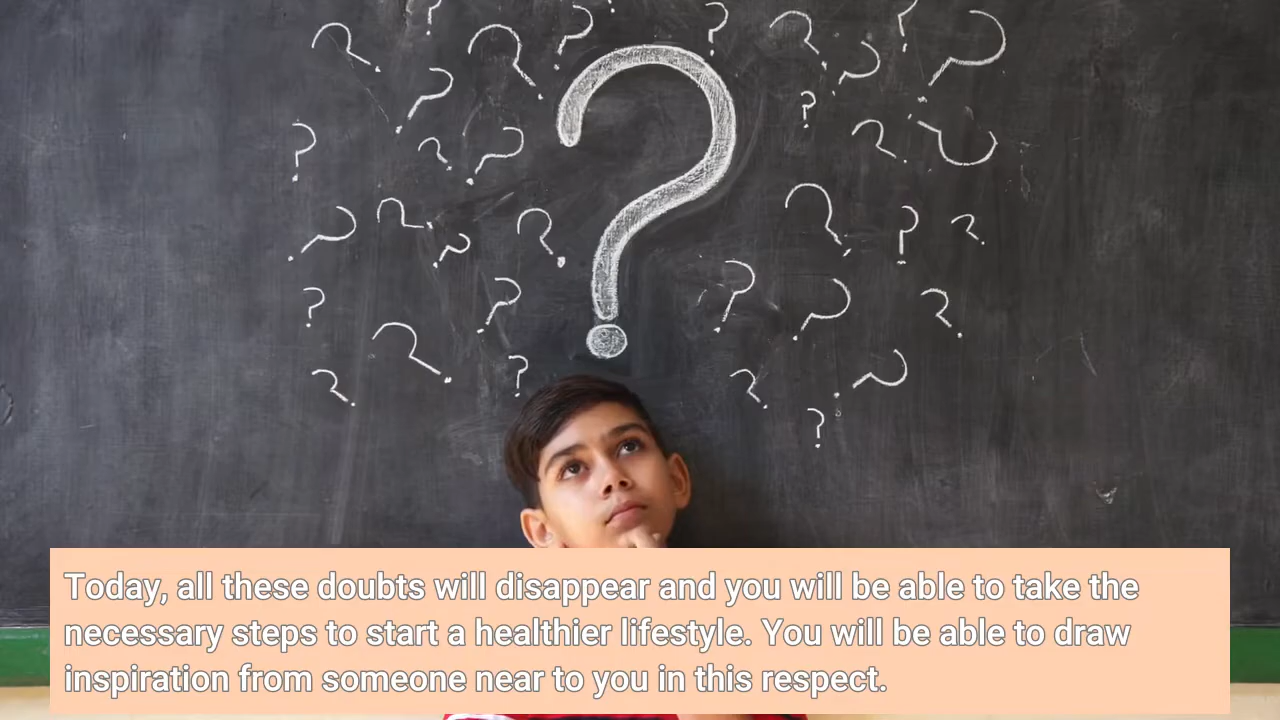 Today, all these doubts will disappear and you will be able to take the
necessary steps to start a healthier lifestyle. You will be able to draw
inspiration from someone near to you in this respect.